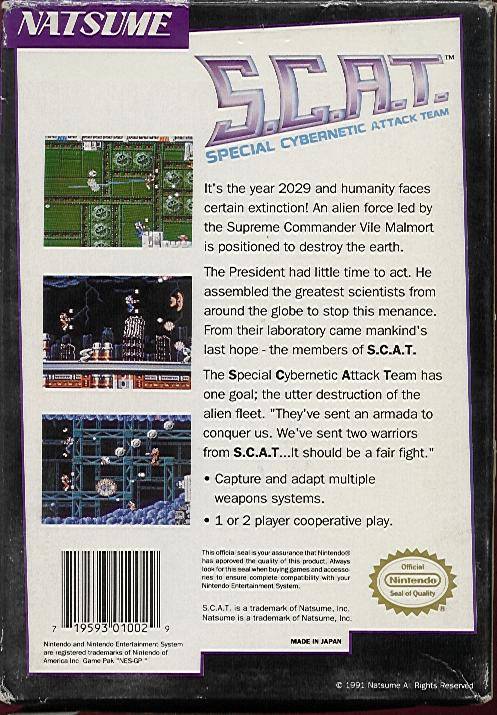 NATSUME
S.C.A.T.™
SPECIAL CYBERNETIC ATTACK TEAM
It's the year 2029 and humanity faces
certain extinction! An alien force led by
the Supreme Commander Vile Malmort
is positioned to destroy the earth.
The President had little time to act. He
assembled the greatest scientists from
around the globe to stop this menance.
From their laboratory came mankind's
last hope - the members of S.C.A.T.
The Special Cybernetic Attack Team has
one goal; the utter destruction of the
alien fleet. "They've sent an armada to
conquer us. We've sent two warriors
from S.C.A.T...It should be a fair fight."
• Capture and adapt multiple
weapons systems.
• 1 or 2 player cooperative play.
This official seal is your assurance that Nintendo®
has approved the quality of this product. Always
look for this seal when buying games and accesso-
ries to ensure complete compatibility with your
Nintendo Entertainment System.
S.C.A.T. is a trademark of Natsume, Inc.
Natsume is a trademark of Natsume, Inc.
Official
Nintendo
Seal of Quality
®
MADE IN JAPAN
7 19593 01002 9
Nintendo and Nintendo Entertainment System
are registered trademarks of Nintendo of
America Inc. Game Pak "NES-GP"
© 1991 Natsume Al Rights Reserved